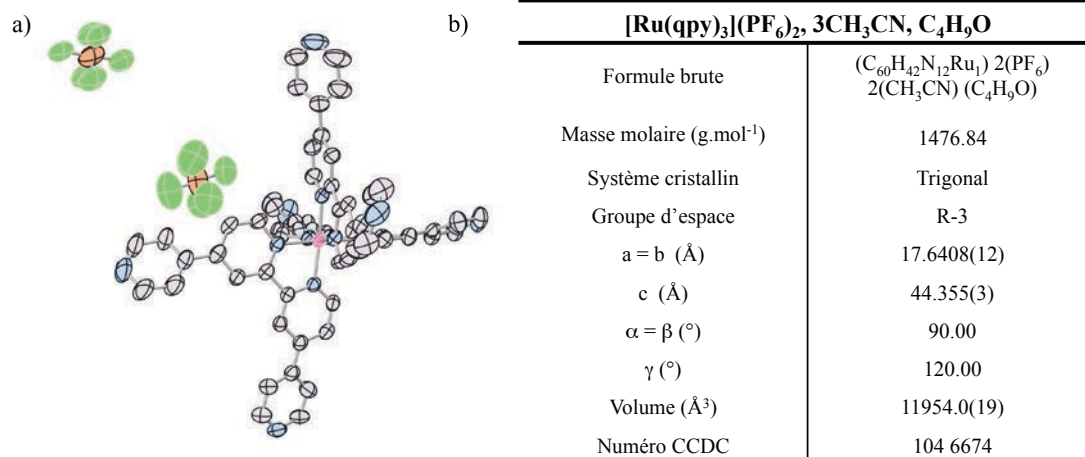 a)
b)
[Ru(qpy)₃](PF₆)₂, 3CH₃CN, C₄H₉O
Formule brute
(C₆₀H₄₂N₁₂Ru₁) 2(PF₆)
2(CH₃CN) (C₄H₉O)
Masse molaire (g.mol⁻¹) 1476.84
Système cristallin Trigonal
Groupe d’espace R-3
a = b (Å) 17.6408(12)
c (Å) 44.355(3)
α = β (°) 90.00
γ (°) 120.00
Volume (Å³) 11954.0(19)
Numéro CCDC 104 6674